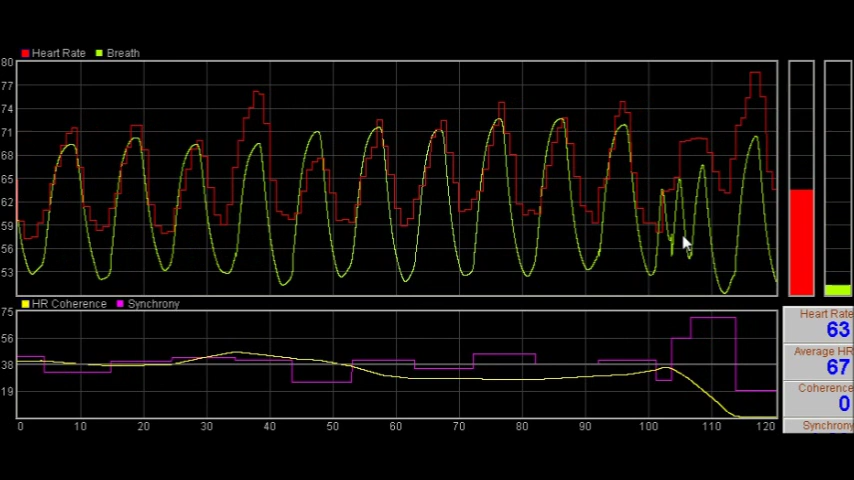 Heart Rate Breath
80
77
74
71
68
65
62
59
56
53
HR Coherence Synchrony
75
56
38
19
0 10 20 30 40 50 60 70 80 90 100 110 120
Heart Rate
63
Average HR
67
Coherence
0
Synchrony